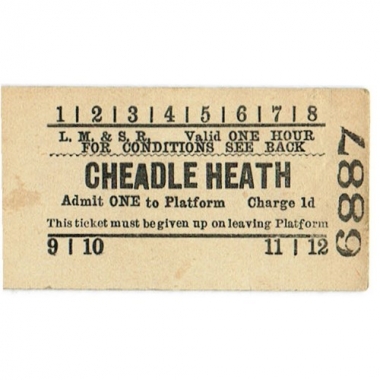 1|2|3|4|5|6|7|8
L. M. & S. R. Valid ONE HOUR
FOR CONDITIONS SEE BACK
CHEADLE HEATH
Admit ONE to Platform Charge 1d
This ticket must be given up on leaving Platform
9|10 11|12
887